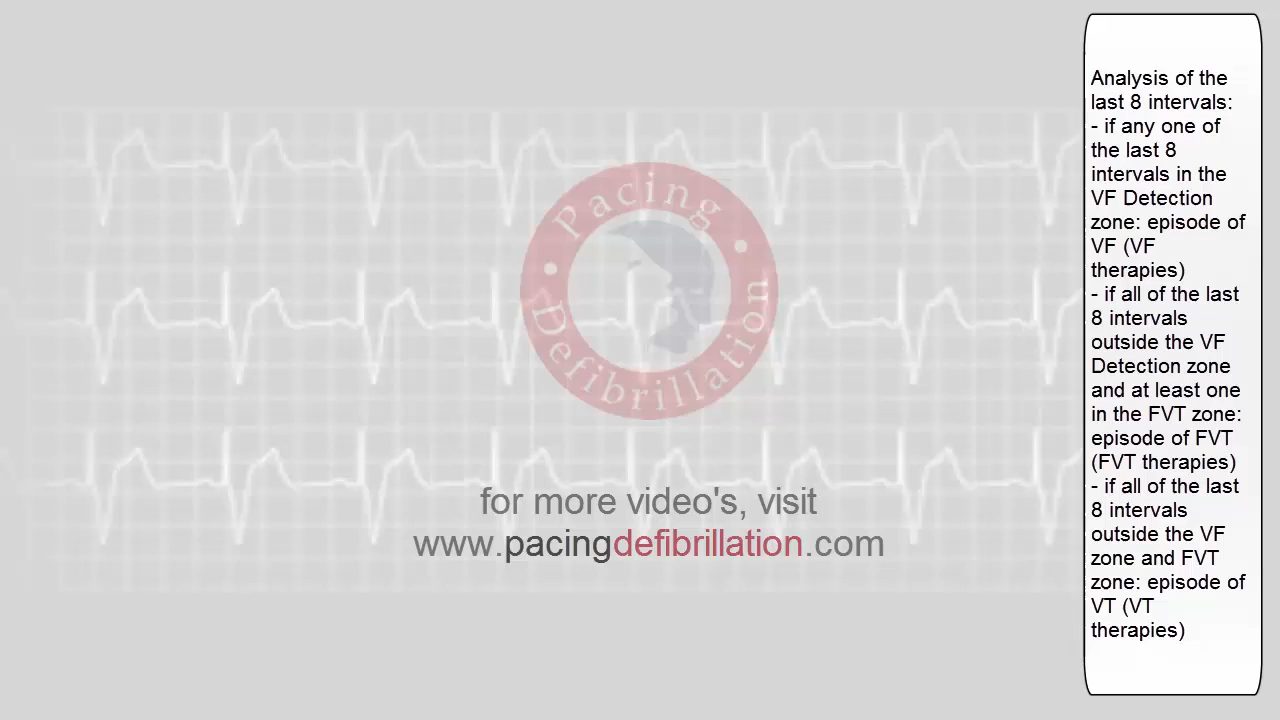 Pacing
Defibrillation
for more video's, visit
www.pacingdefibrillation.com
Analysis of the
last 8 intervals:
- if any one of
the last 8
intervals in the
VF Detection
zone: episode of
VF (VF
therapies)
- if all of the last
8 intervals
outside the VF
Detection zone
and at least one
in the FVT zone:
episode of FVT
(FVT therapies)
- if all of the last
8 intervals
outside the VF
zone and FVT
zone: episode of
VT (VT
therapies)